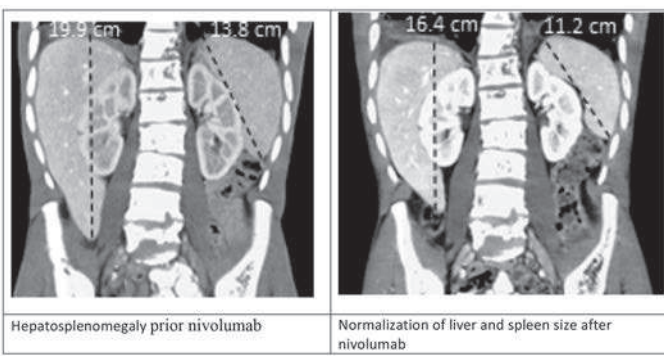 19.9 cm 13.8 cm
16.4 cm 11.2 cm
Hepatosplenomegaly prior nivolumab
Normalization of liver and spleen size after
nivolumab